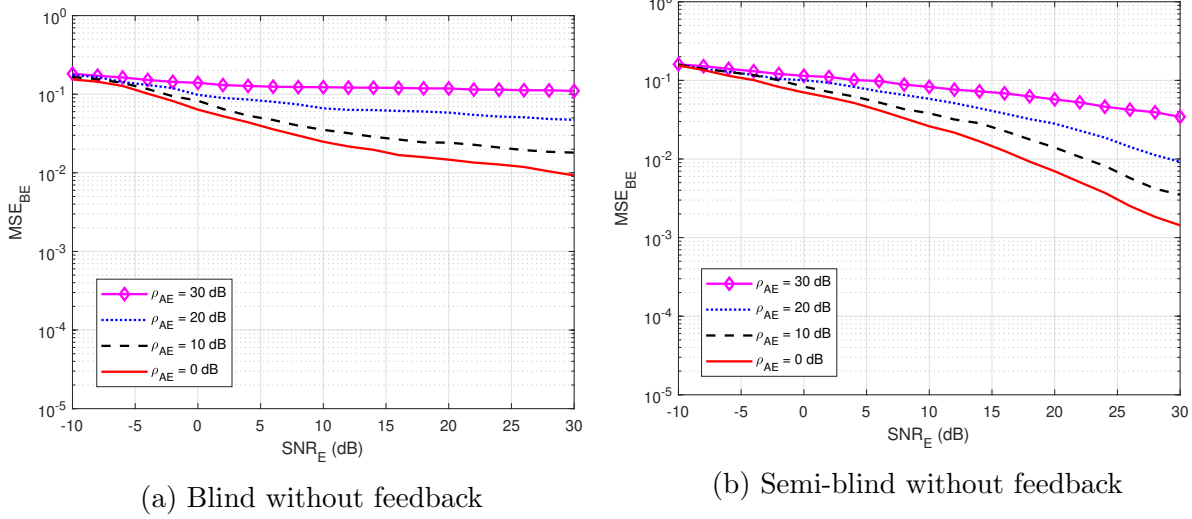 10^0
10^-1
10^-2
10^-3
10^-4
10^-5
MSE_BE
ρ_AE = 30 dB
ρ_AE = 20 dB
ρ_AE = 10 dB
ρ_AE = 0 dB
-10 -5 0 5 10 15 20 25 30
SNR_E (dB)
(a) Blind without feedback
10^0
10^-1
10^-2
10^-3
10^-4
10^-5
MSE_BE
ρ_AE = 30 dB
ρ_AE = 20 dB
ρ_AE = 10 dB
ρ_AE = 0 dB
-10 -5 0 5 10 15 20 25 30
SNR_E (dB)
(b) Semi-blind without feedback